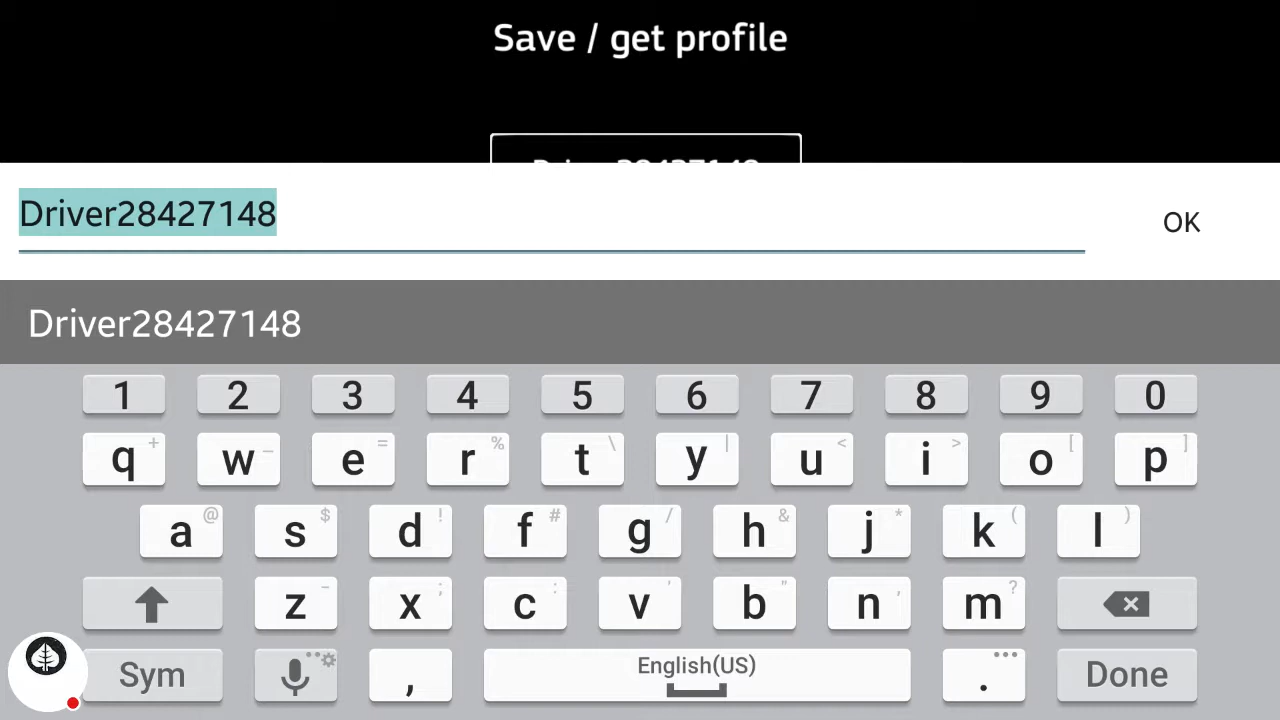 Save / get profile
Driver28427148
OK
Driver28427148
1 2 3 4 5 6 7 8 9 0
q + w – e = r % t \ y | u < i > o [ p ]
a @ s $ d ! f # g / h & j * k ( l )
z - x ; c : v ' b " n , m ?
Sym , English(US) . Done